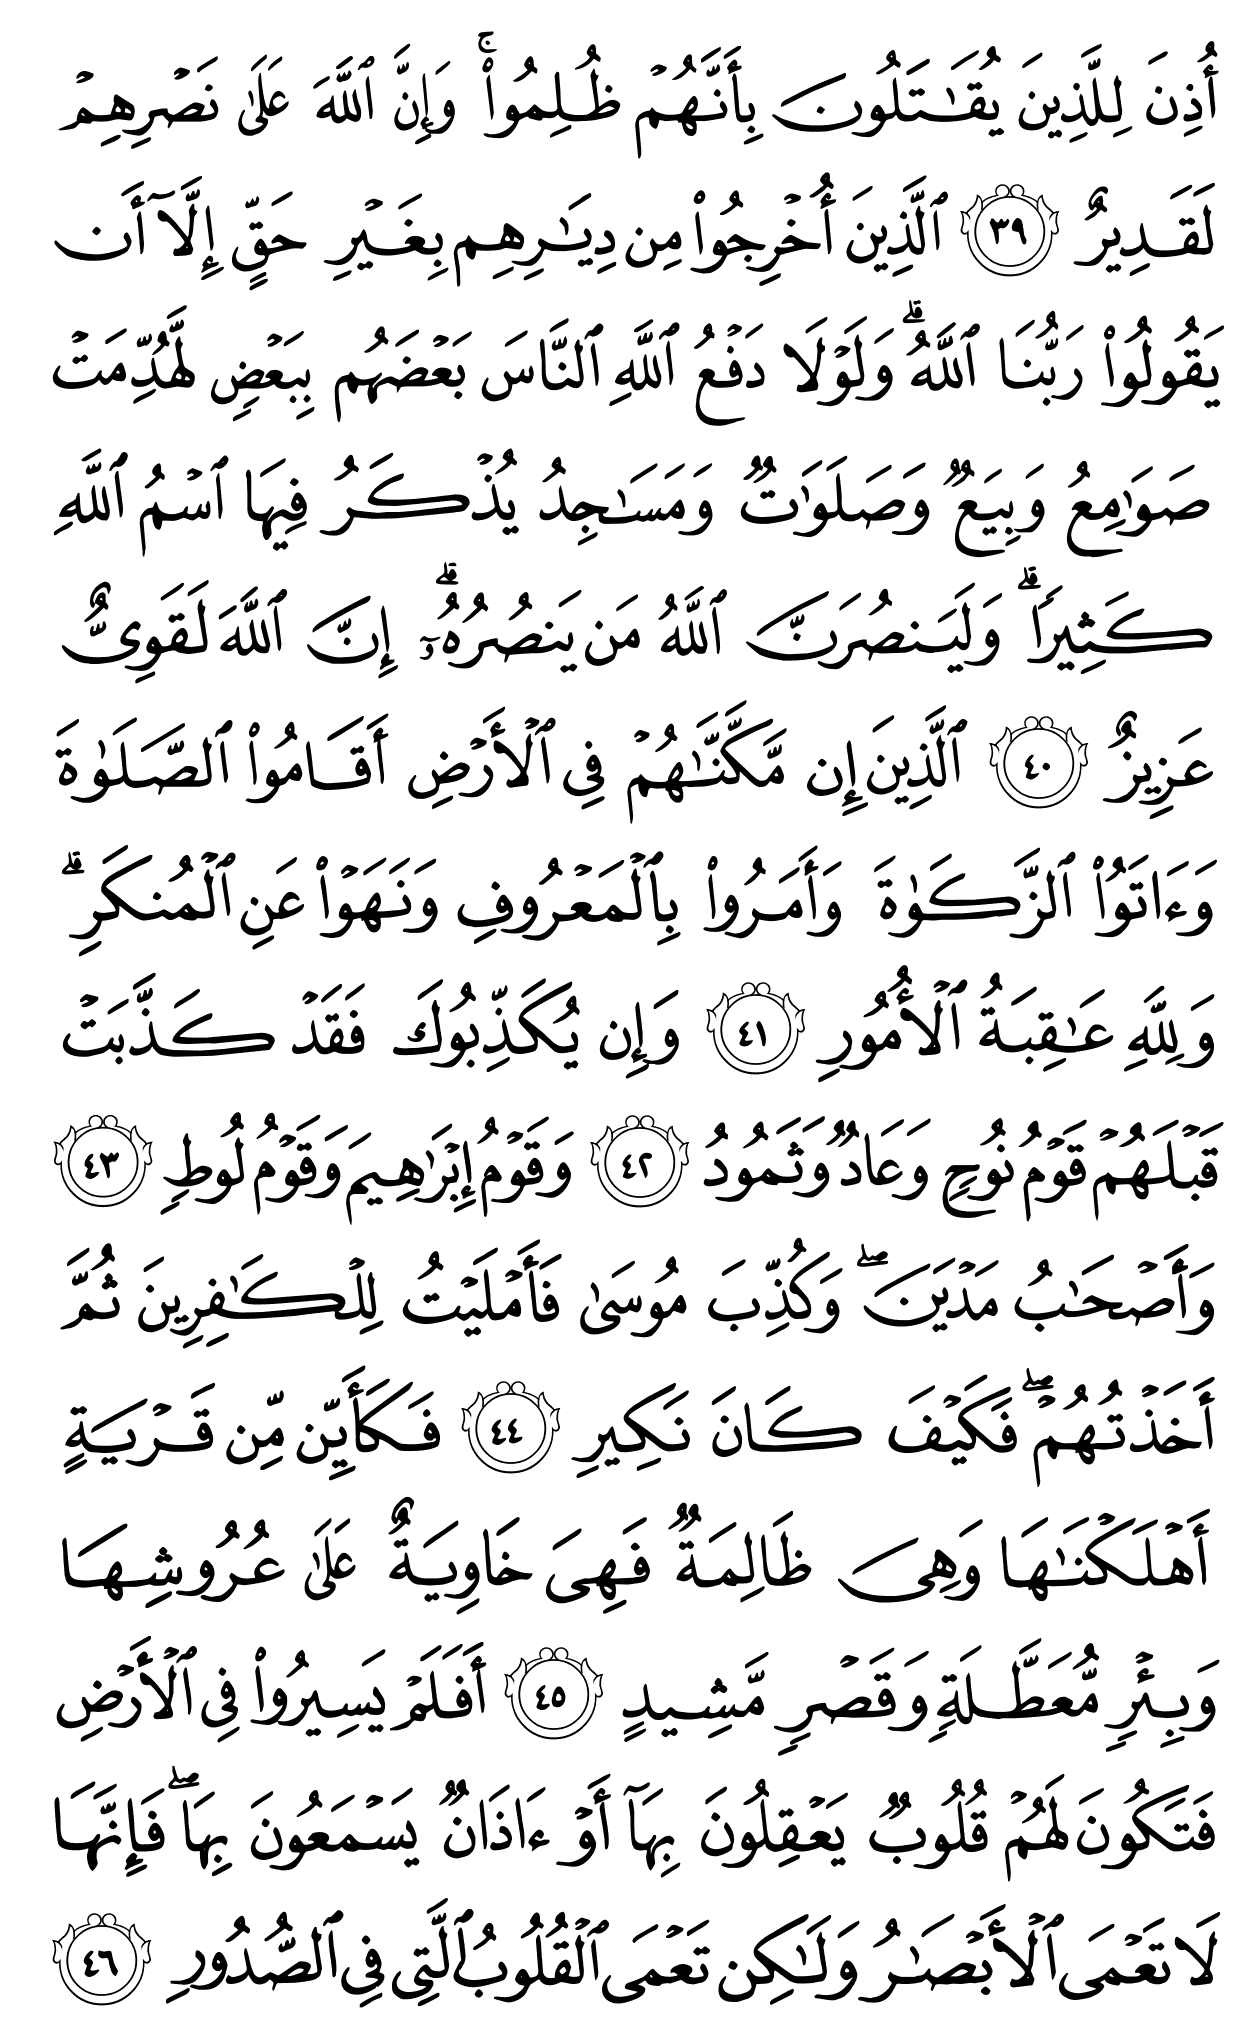 أُذِنَ لِلَّذِينَ يُقَـٰتَلُونَ بِأَنَّهُمْ ظُلِمُوا۟ ۚ وَإِنَّ ٱللَّهَ عَلَىٰ نَصْرِهِمْ
لَقَدِيرٌ ٣٩ ٱلَّذِينَ أُخْرِجُوا۟ مِن دِيَـٰرِهِم بِغَيْرِ حَقٍّ إِلَّآ أَن
يَقُولُوا۟ رَبُّنَا ٱللَّهُ ۗ وَلَوْلَا دَفْعُ ٱللَّهِ ٱلنَّاسَ بَعْضَهُم بِبَعْضٍ لَّهُدِّمَتْ
صَوَٰمِعُ وَبِيَعٌ وَصَلَوَٰتٌ وَمَسَـٰجِدُ يُذْكَرُ فِيهَا ٱسْمُ ٱللَّهِ
كَثِيرًا ۗ وَلَيَنصُرَنَّ ٱللَّهُ مَن يَنصُرُهُۥٓ ۗ إِنَّ ٱللَّهَ لَقَوِىٌّ
عَزِيزٌ ٤٠ ٱلَّذِينَ إِن مَّكَّنَّـٰهُمْ فِى ٱلْأَرْضِ أَقَامُوا۟ ٱلصَّلَوٰةَ
وَءَاتَوُا۟ ٱلزَّكَوٰةَ وَأَمَرُوا۟ بِٱلْمَعْرُوفِ وَنَهَوْا۟ عَنِ ٱلْمُنكَرِ ۗ
وَلِلَّهِ عَـٰقِبَةُ ٱلْأُمُورِ ٤١ وَإِن يُكَذِّبُوكَ فَقَدْ كَذَّبَتْ
قَبْلَهُمْ قَوْمُ نُوحٍ وَعَادٌ وَثَمُودُ ٤٢ وَقَوْمُ إِبْرَٰهِيمَ وَقَوْمُ لُوطٍ ٤٣
وَأَصْحَـٰبُ مَدْيَنَ ۖ وَكُذِّبَ مُوسَىٰ فَأَمْلَيْتُ لِلْكَـٰفِرِينَ ثُمَّ
أَخَذْتُهُمْ ۖ فَكَيْفَ كَانَ نَكِيرِ ٤٤ فَكَأَيِّن مِّن قَرْيَةٍ
أَهْلَكْنَـٰهَا وَهِىَ ظَالِمَةٌ فَهِىَ خَاوِيَةٌ عَلَىٰ عُرُوشِهَا
وَبِئْرٍ مُّعَطَّلَةٍ وَقَصْرٍ مَّشِيدٍ ٤٥ أَفَلَمْ يَسِيرُوا۟ فِى ٱلْأَرْضِ
فَتَكُونَ لَهُمْ قُلُوبٌ يَعْقِلُونَ بِهَآ أَوْ ءَاذَانٌ يَسْمَعُونَ بِهَا ۖ فَإِنَّهَا
لَا تَعْمَى ٱلْأَبْصَـٰرُ وَلَـٰكِن تَعْمَى ٱلْقُلُوبُ ٱلَّتِى فِى ٱلصُّدُورِ ٤٦